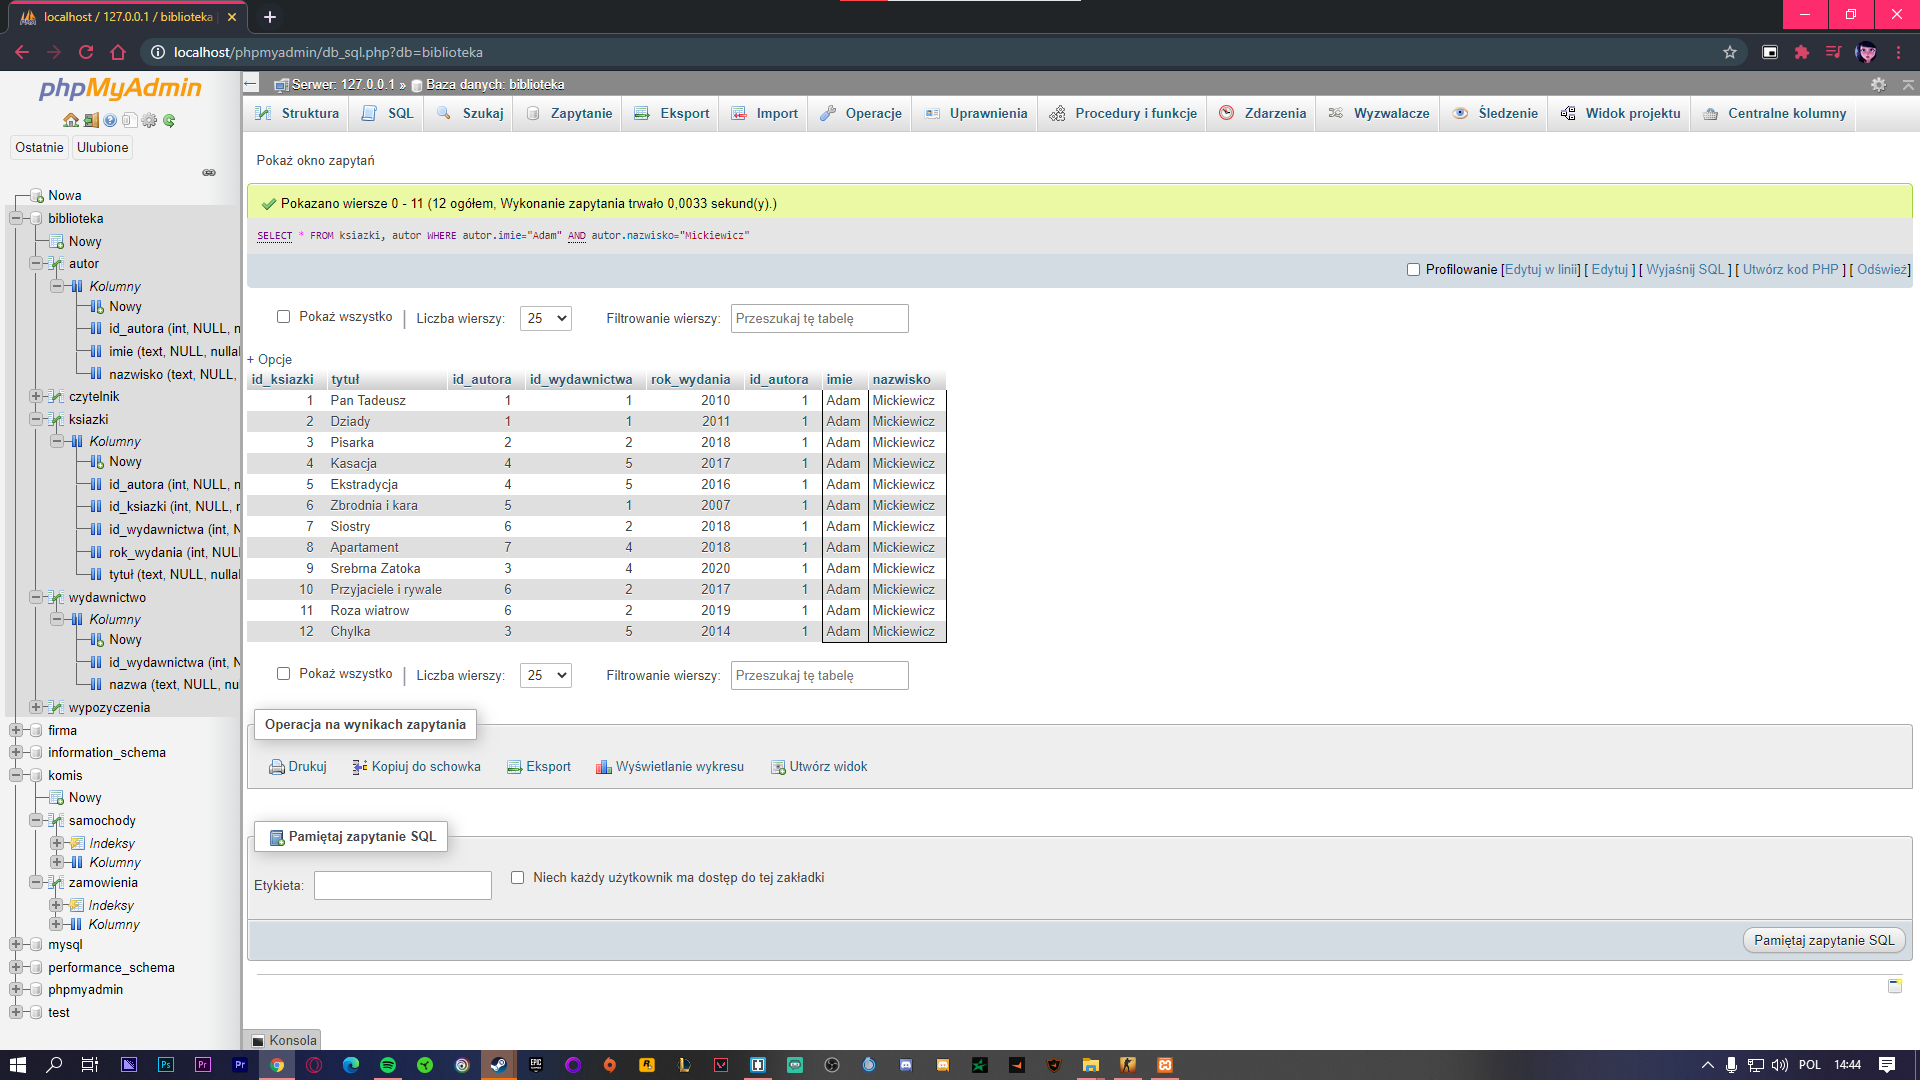 localhost / 127.0.0.1 / biblioteka
localhost/phpmyadmin/db_sql.php?db=biblioteka
phpMyAdmin
Ostatnie Ulubione
Nowa
biblioteka
Nowy
autor
Kolumny
Nowy
id_autora (int, NULL, n
imie (text, NULL, nulla
nazwisko (text, NULL,
czytelnik
ksiazki
Kolumny
Nowy
id_autora (int, NULL, n
id_ksiazki (int, NULL, r
id_wydawnictwa (int, N
rok_wydania (int, NULL
tytuł (text, NULL, nullal
wydawnictwo
Kolumny
Nowy
id_wydawnictwa (int, N
nazwa (text, NULL, nu
wypozyczenia
firma
information_schema
komis
Nowy
samochody
Indeksy
Kolumny
zamowienia
Indeksy
Kolumny
mysql
performance_schema
phpmyadmin
test
Serwer: 127.0.0.1 » Baza danych: biblioteka
Struktura SQL Szukaj Zapytanie Eksport Import Operacje Uprawnienia Procedury i funkcje Zdarzenia Wyzwalacze Śledzenie Widok projektu Centralne kolumny
Pokaż okno zapytań
Pokazano wiersze 0 - 11 (12 ogółem, Wykonanie zapytania trwało 0,0033 sekund(y).)
SELECT * FROM ksiazki, autor WHERE autor.imie="Adam" AND autor.nazwisko="Mickiewicz"
Profilowanie [Edytuj w linii] [ Edytuj ] [ Wyjaśnij SQL ] [ Utwórz kod PHP ] [ Odśwież]
Pokaż wszystko | Liczba wierszy: 25 Filtrowanie wierszy: Przeszukaj tę tabelę
+ Opcje
id_ksiazki tytuł id_autora id_wydawnictwa rok_wydania id_autora imie nazwisko
1 Pan Tadeusz 1 1 2010 1 Adam Mickiewicz
2 Dziady 1 1 2011 1 Adam Mickiewicz
3 Pisarka 2 2 2018 1 Adam Mickiewicz
4 Kasacja 4 5 2017 1 Adam Mickiewicz
5 Ekstradycja 4 5 2016 1 Adam Mickiewicz
6 Zbrodnia i kara 5 1 2007 1 Adam Mickiewicz
7 Siostry 6 2 2018 1 Adam Mickiewicz
8 Apartament 7 4 2018 1 Adam Mickiewicz
9 Srebrna Zatoka 3 4 2020 1 Adam Mickiewicz
10 Przyjaciele i rywale 6 2 2017 1 Adam Mickiewicz
11 Roza wiatrow 6 2 2019 1 Adam Mickiewicz
12 Chylka 3 5 2014 1 Adam Mickiewicz
Pokaż wszystko | Liczba wierszy: 25 Filtrowanie wierszy: Przeszukaj tę tabelę
Operacja na wynikach zapytania
Drukuj Kopiuj do schowka Eksport Wyświetlanie wykresu Utwórz widok
Pamiętaj zapytanie SQL
Etykieta: Niech każdy użytkownik ma dostęp do tej zakładki
Pamiętaj zapytanie SQL
Konsola
POL 14:44